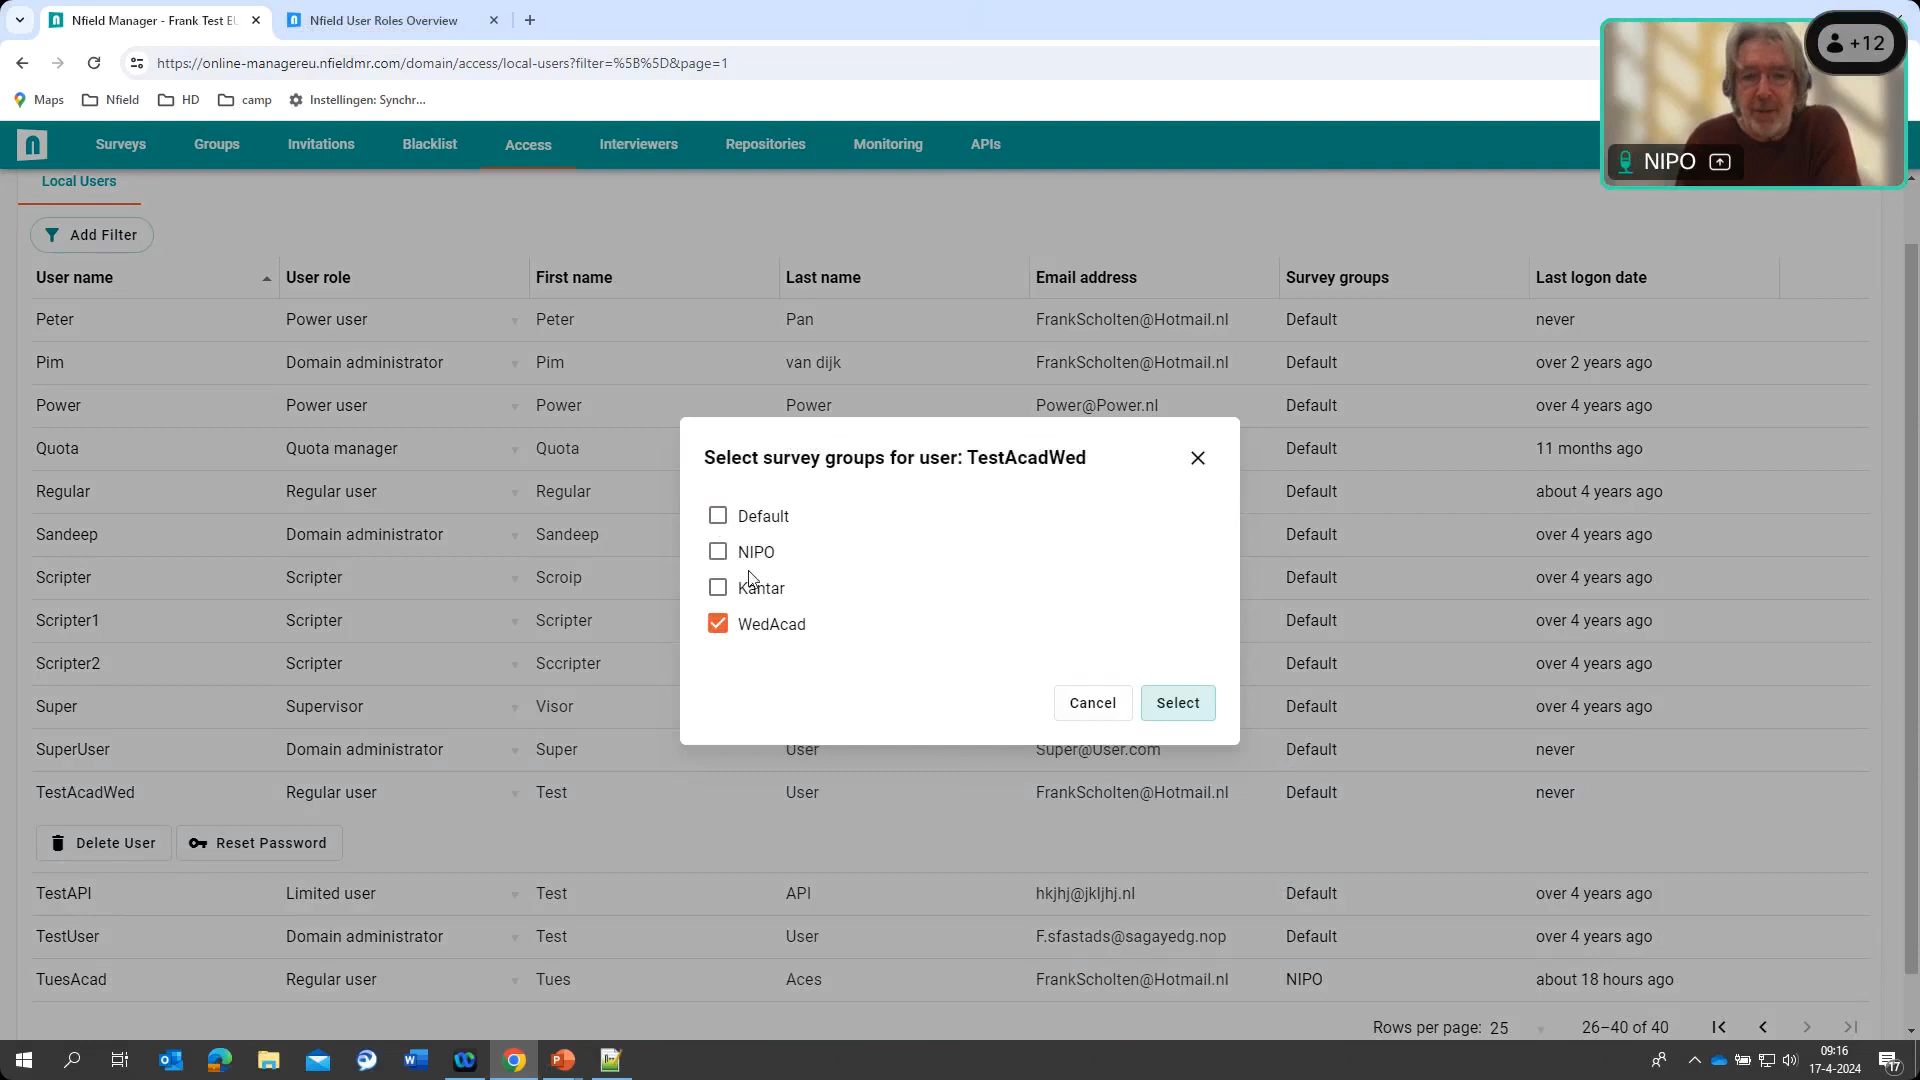 Nfield Manager - Frank Test EU
Nfield User Roles Overview
https://online-managereu.nfieldmr.com/domain/access/local-users?filter=%5B%5D&page=1
Maps
Nfield
HD
camp
Instellingen: Synchr...
+12
NIPO
Surveys
Groups
Invitations
Blacklist
Access
Interviewers
Repositories
Monitoring
APIs
Local Users
Add Filter
User name User role First name Last name Email address Survey groups Last logon date
Peter Power user Peter Pan FrankScholten@Hotmail.nl Default never
Pim Domain administrator Pim van dijk FrankScholten@Hotmail.nl Default over 2 years ago
Power Power user Power Power Power@Power.nl Default over 4 years ago
Quota Quota manager Quota Default 11 months ago
Regular Regular user Regular Default about 4 years ago
Sandeep Domain administrator Sandeep Default over 4 years ago
Scripter Scripter Scroip Default over 4 years ago
Scripter1 Scripter Scripter Default over 4 years ago
Scripter2 Scripter Sccripter Default over 4 years ago
Super Supervisor Visor Default over 4 years ago
SuperUser Domain administrator Super User Super@User.com Default never
TestAcadWed Regular user Test User FrankScholten@Hotmail.nl Default never
Delete User Reset Password
TestAPI Limited user Test API hkjhj@jkljhj.nl Default over 4 years ago
TestUser Domain administrator Test User F.sfastads@sagayedg.nop Default over 4 years ago
TuesAcad Regular user Tues Aces FrankScholten@Hotmail.nl NIPO about 18 hours ago
Rows per page: 25 26–40 of 40
Select survey groups for user: TestAcadWed
Default
NIPO
Kantar
WedAcad
Cancel Select
09:16
17-4-2024
17